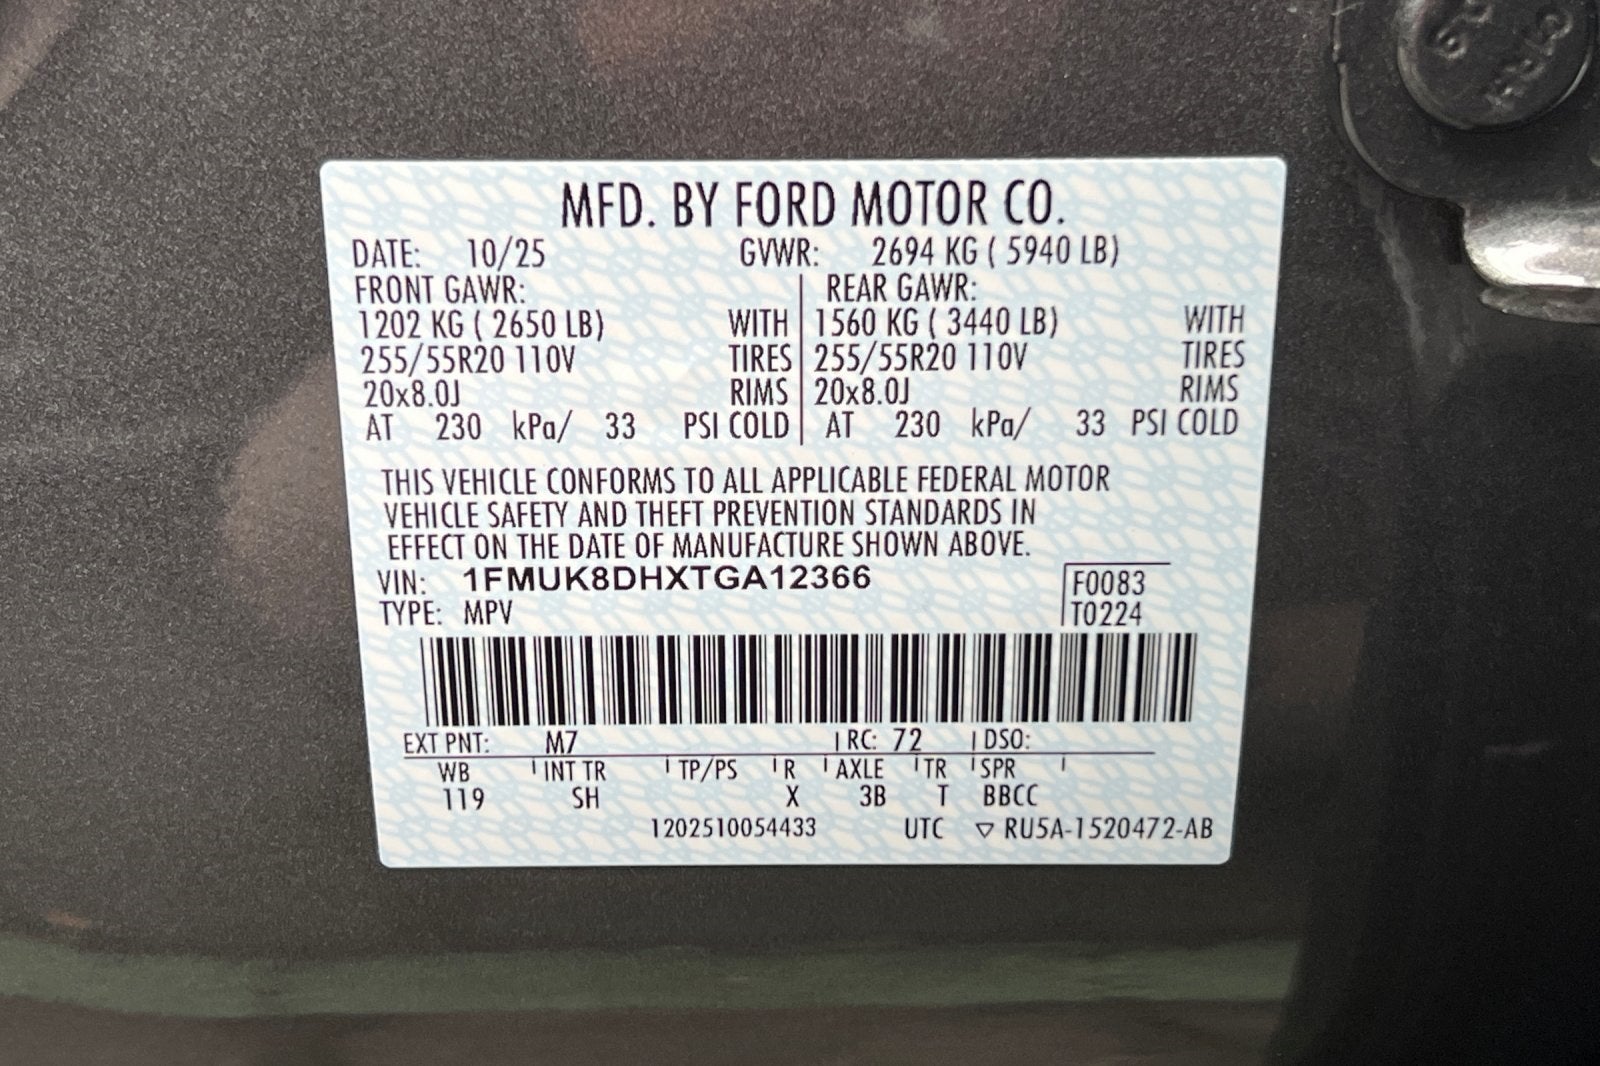 MFD. BY FORD MOTOR CO.
DATE: 10/25 GVWR: 2694 KG ( 5940 LB)
FRONT GAWR: REAR GAWR:
1202 KG ( 2650 LB) WITH 1560 KG ( 3440 LB) WITH
255/55R20 110V TIRES 255/55R20 110V TIRES
20x8.0J RIMS 20x8.0J RIMS
AT 230 kPa/ 33 PSI COLD AT 230 kPa/ 33 PSI COLD
THIS VEHICLE CONFORMS TO ALL APPLICABLE FEDERAL MOTOR
VEHICLE SAFETY AND THEFT PREVENTION STANDARDS IN
EFFECT ON THE DATE OF MANUFACTURE SHOWN ABOVE.
VIN: 1FMUK8DHXTGA12366 F0083
TYPE: MPV T0224
EXT PNT: M7 RC: 72 DSO:
WB INT TR TP/PS R AXLE TR SPR
119 SH X 3B T BBCC
1202510054433 UTC ▽ RU5A-1520472-AB